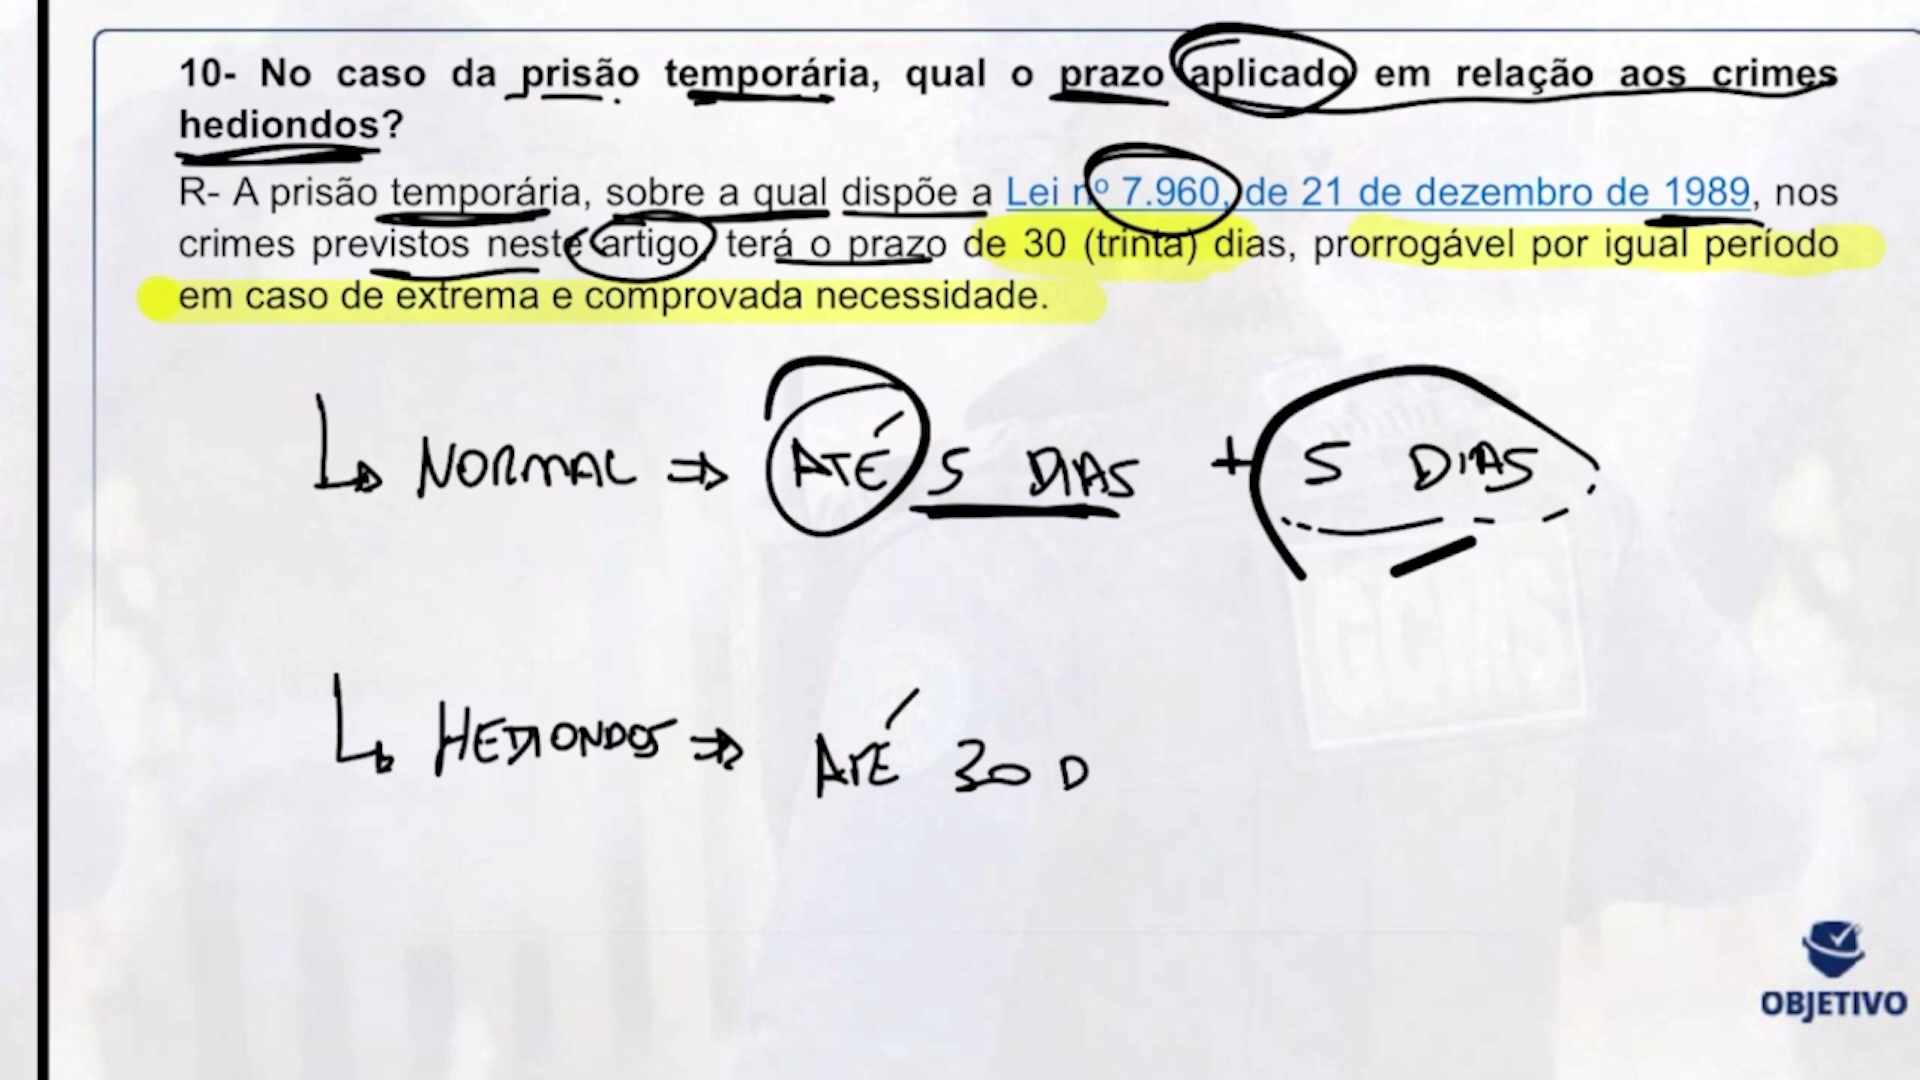 10- No caso da prisão temporária, qual o prazo aplicado em relação aos crimes
hediondos?
R- A prisão temporária, sobre a qual dispõe a Lei nº 7.960, de 21 de dezembro de 1989, nos
crimes previstos neste artigo, terá o prazo de 30 (trinta) dias, prorrogável por igual período
em caso de extrema e comprovada necessidade.
↳ NORMAL ⇒ ATÉ 5 DIAS + 5 DIAS
GCMS
↳ HEDIONDOS ⇒ ATÉ 30 D
OBJETIVO